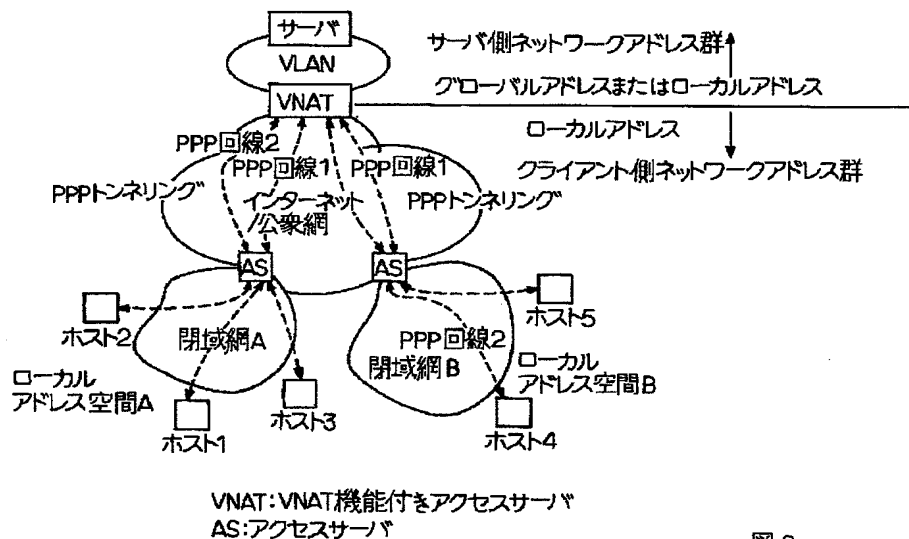 サーバ
VLAN
VNAT
サーバ側ネットワークアドレス群
グローバルアドレスまたはローカルアドレス
ローカルアドレス
クライアント側ネットワークアドレス群
PPP回線2
PPP回線1
PPP回線1
PPPトンネリング
インターネット
/公衆網
PPPトンネリング
AS
AS
ホスト2
閉域網A
PPP回線2
閉域網B
ホスト5
ローカル
アドレス空間A
ローカル
アドレス空間B
ホスト1
ホスト3
ホスト4
VNAT:VNAT機能付きアクセスサーバ
AS:アクセスサーバ